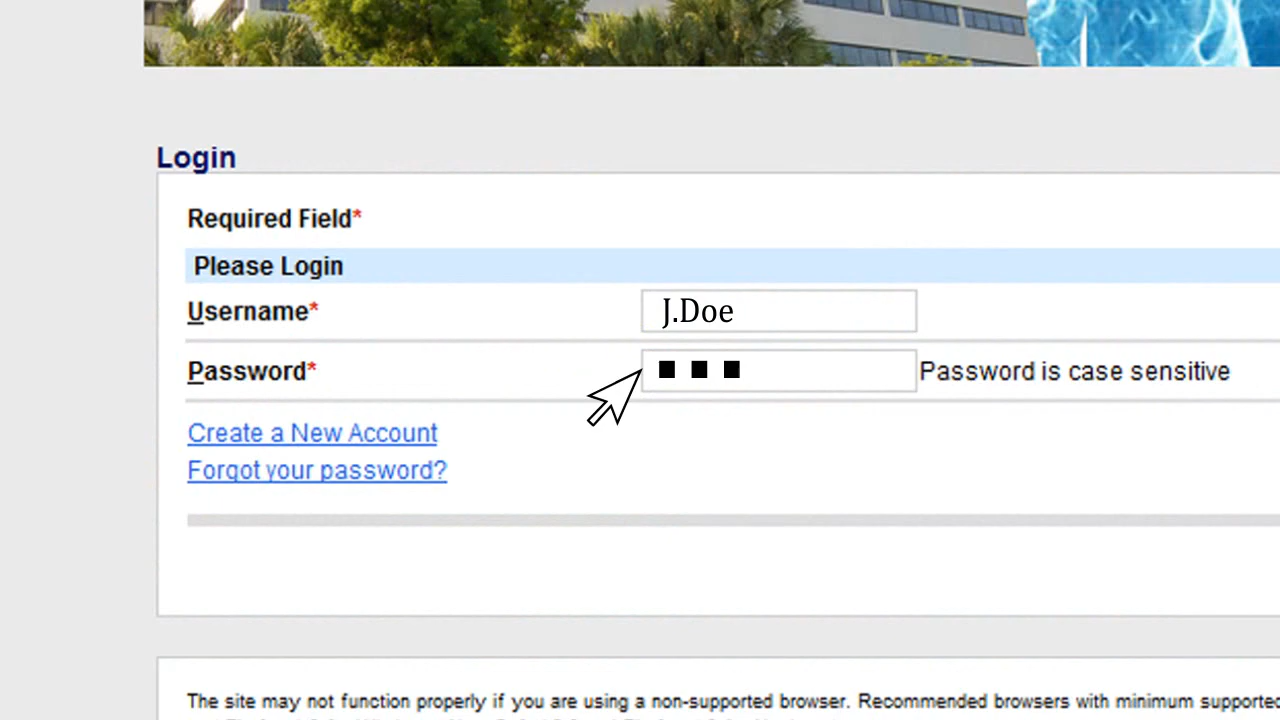 Login
Required Field*
Please Login
Username* J.Doe
Password* Password is case sensitive
Create a New Account
Forgot your password?
The site may not function properly if you are using a non-supported browser. Recommended browsers with minimum supported